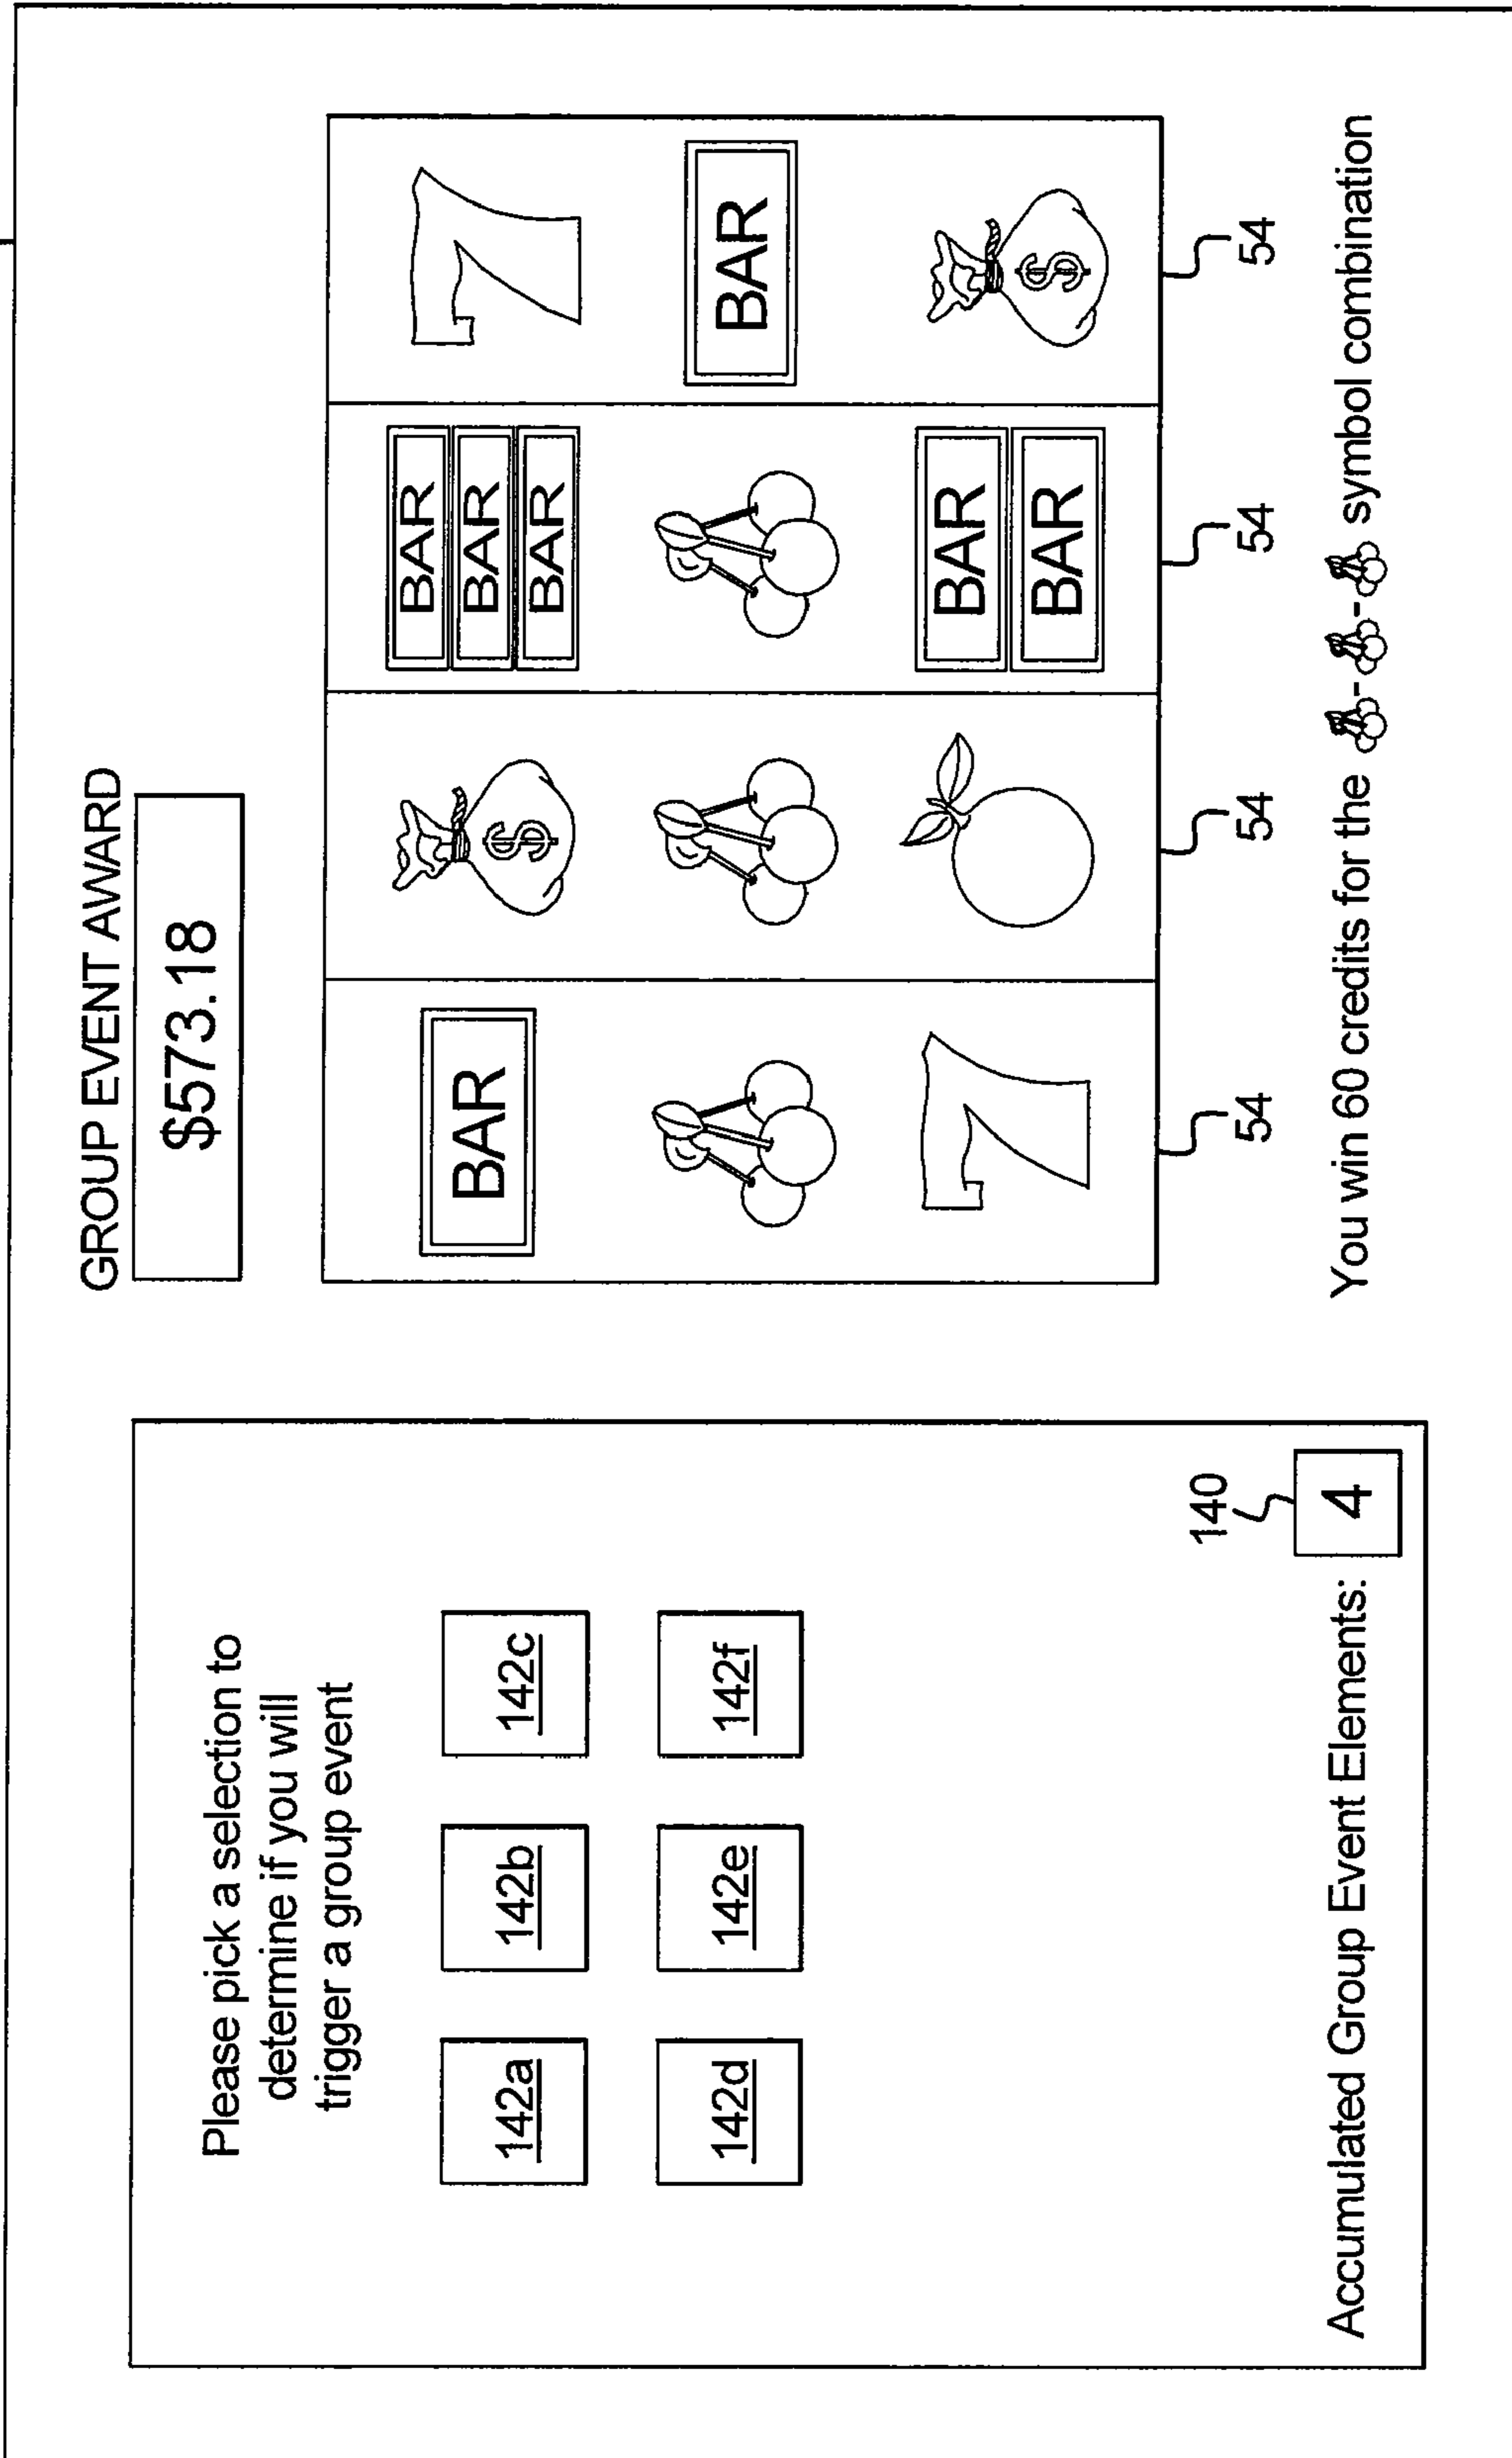 Please pick a selection to
determine if you will
trigger a group event
142a 142b 142c
142d 142e 142f
140
Accumulated Group Event Elements: 4
GROUP EVENT AWARD
$573.18
BAR $ BAR 7
BAR
BAR
BAR
7 BAR $
BAR
54 54 54 54
You win 60 credits for the - - symbol combination